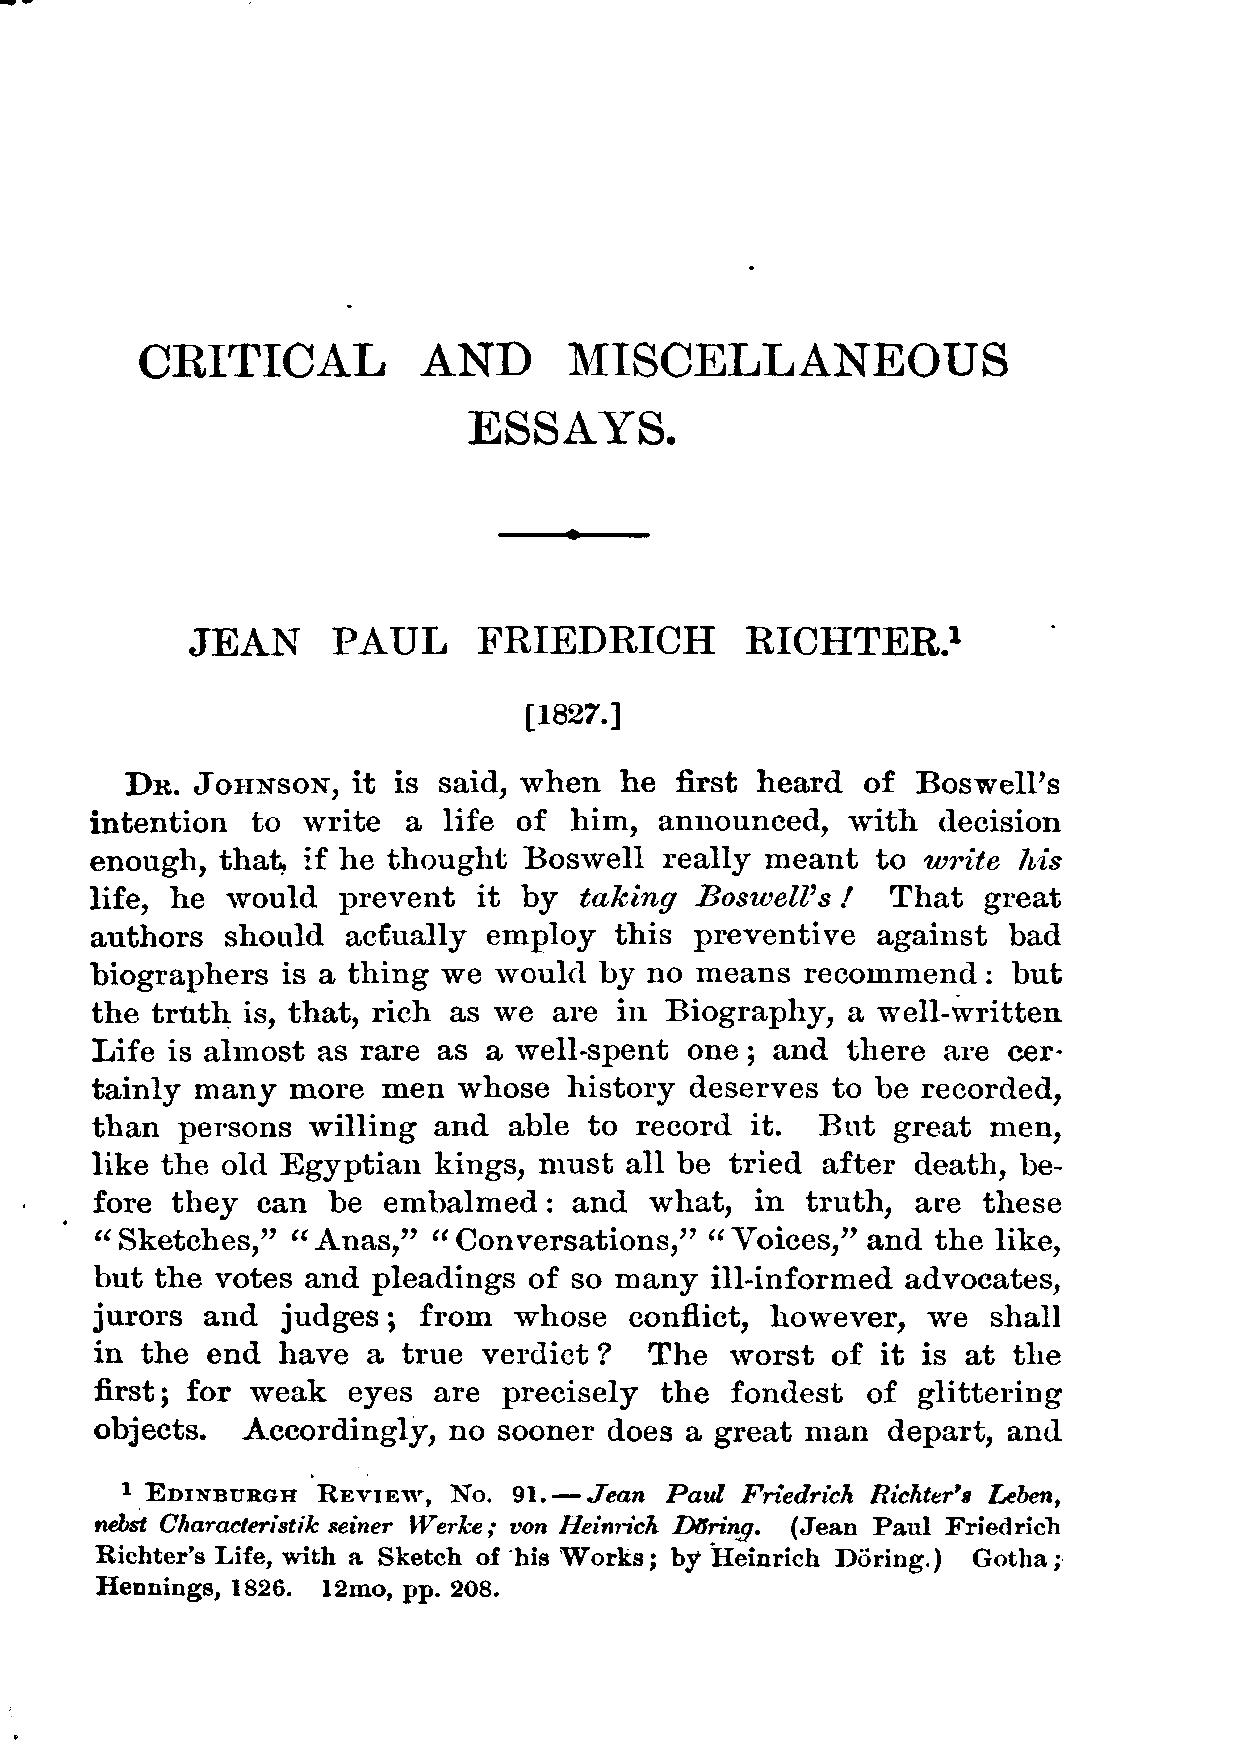 CRITICAL AND MISCELLANEOUS
ESSAYS.
JEAN PAUL FRIEDRICH RICHTER.¹
[1827.]
DR. JOHNSON, it is said, when he first heard of Boswell's
intention to write a life of him, announced, with decision
enough, that, if he thought Boswell really meant to write his
life, he would prevent it by taking Boswell's! That great
authors should actually employ this preventive against bad
biographers is a thing we would by no means recommend: but
the truth is, that, rich as we are in Biography, a well-written
Life is almost as rare as a well-spent one; and there are cer-
tainly many more men whose history deserves to be recorded,
than persons willing and able to record it. But great men,
like the old Egyptian kings, must all be tried after death, be-
fore they can be embalmed: and what, in truth, are these
"Sketches," "Anas," "Conversations," "Voices," and the like,
but the votes and pleadings of so many ill-informed advocates,
jurors and judges; from whose conflict, however, we shall
in the end have a true verdict? The worst of it is at the
first; for weak eyes are precisely the fondest of glittering
objects. Accordingly, no sooner does a great man depart, and
¹ EDINBURGH REVIEW, No. 91.—Jean Paul Friedrich Richter's Leben,
nebst Characteristik seiner Werke; von Heinrich Döring. (Jean Paul Friedrich
Richter's Life, with a Sketch of his Works; by Heinrich Döring.) Gotha;
Hennings, 1826. 12mo, pp. 208.